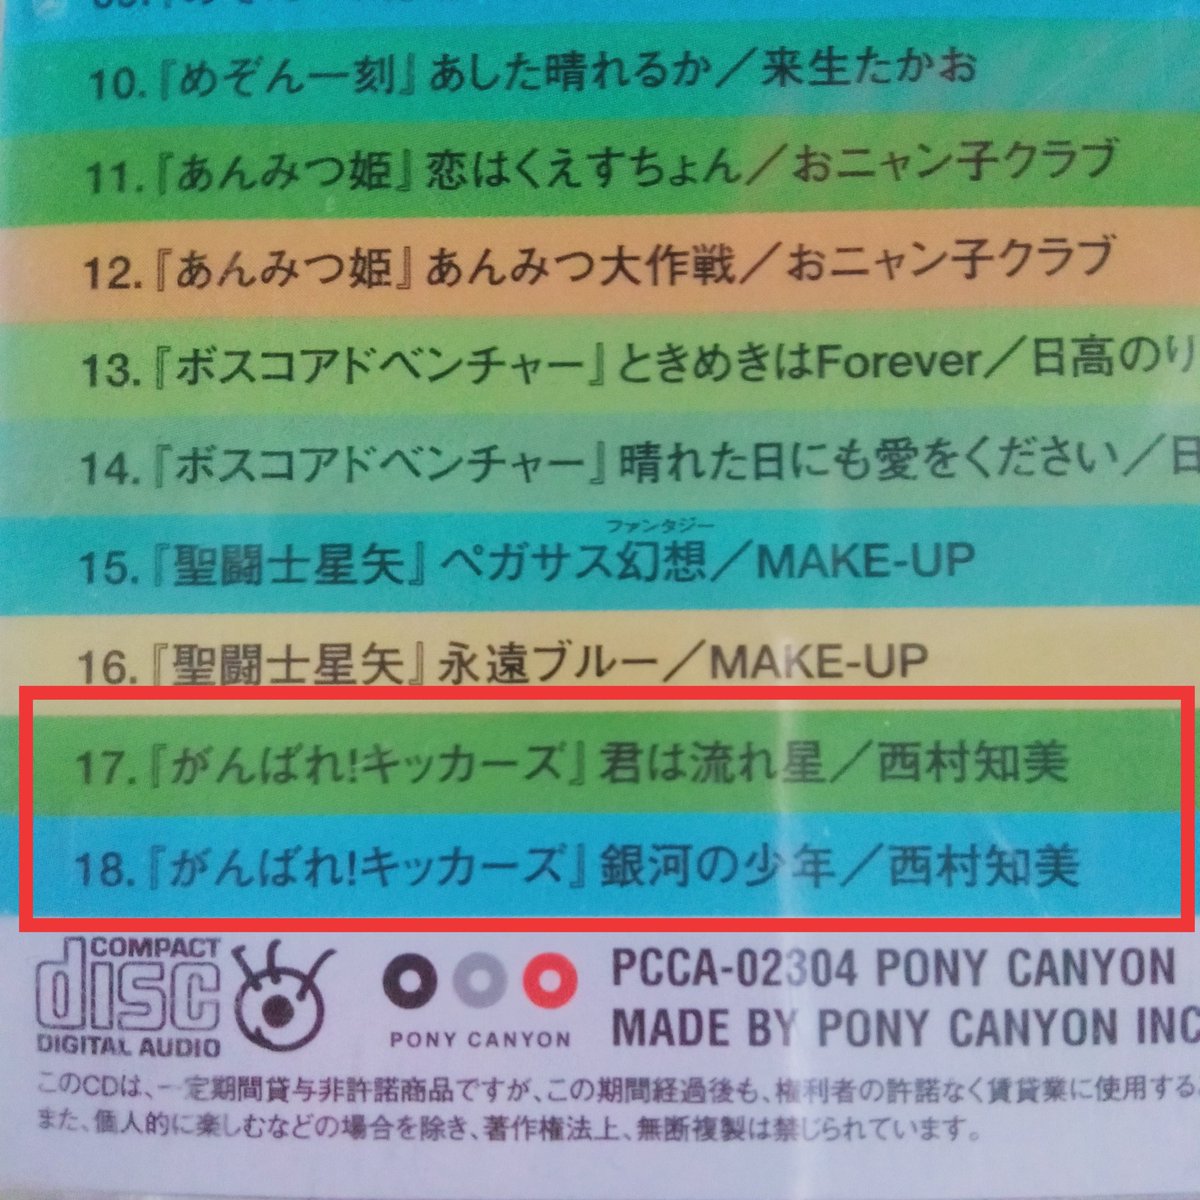 10.『めぞん一刻』あした晴れるか／来生たかお
11.『あんみつ姫』恋はくえすちょん／おニャン子クラブ
12.『あんみつ姫』あんみつ大作戦／おニャン子クラブ
13.『ボスコアドベンチャー』ときめきはForever／日高のり
14.『ボスコアドベンチャー』晴れた日にも愛をください／日
ファンタジー
15.『聖闘士星矢』ペガサス幻想／MAKE-UP
16.『聖闘士星矢』永遠ブルー／MAKE-UP
17.『がんばれ!キッカーズ』君は流れ星／西村知美
18.『がんばれ!キッカーズ』銀河の少年／西村知美
COMPACT
disc
DIGITAL AUDIO
PONY CANYON
PCCA-02304 PONY CANYON
MADE BY PONY CANYON INC
このCDは、一定期間貸与非許諾商品ですが、この期間経過後も、権利者の許諾なく賃貸業に使用する
また、個人的に楽しむなどの場合を除き、著作権法上、無断複製は禁じられています。